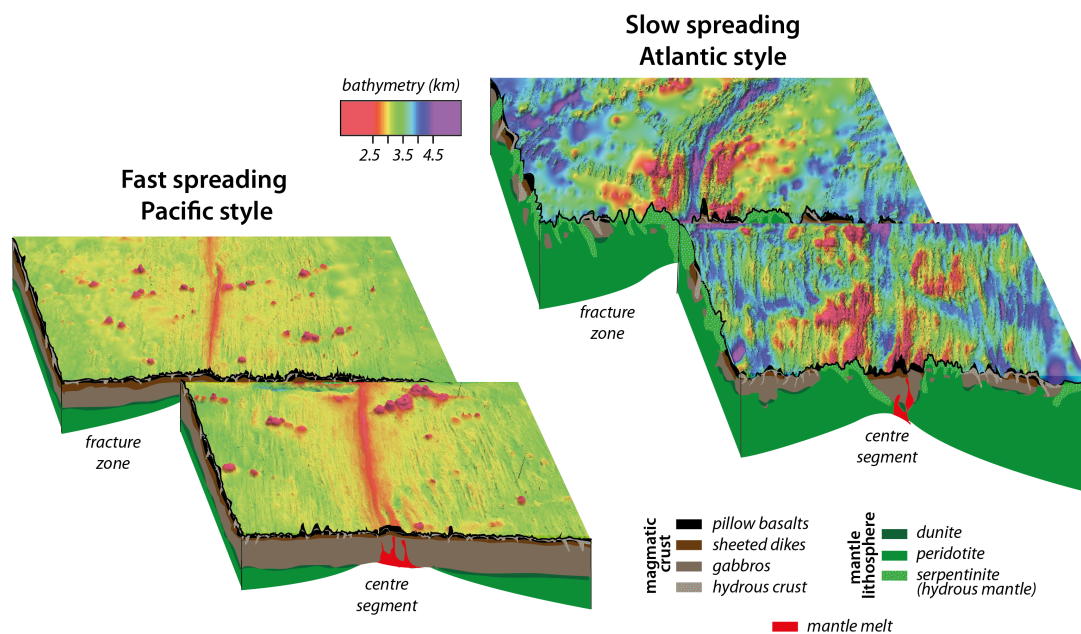 Slow spreading
Atlantic style
bathymetry (km)
2.5 3.5 4.5
Fast spreading
Pacific style
fracture
zone
fracture
zone
centre
segment
centre
segment
magmatic
crust
pillow basalts
sheeted dikes
gabbros
hydrous crust
mantle
lithosphere
dunite
peridotite
serpentinite
(hydrous mantle)
mantle melt